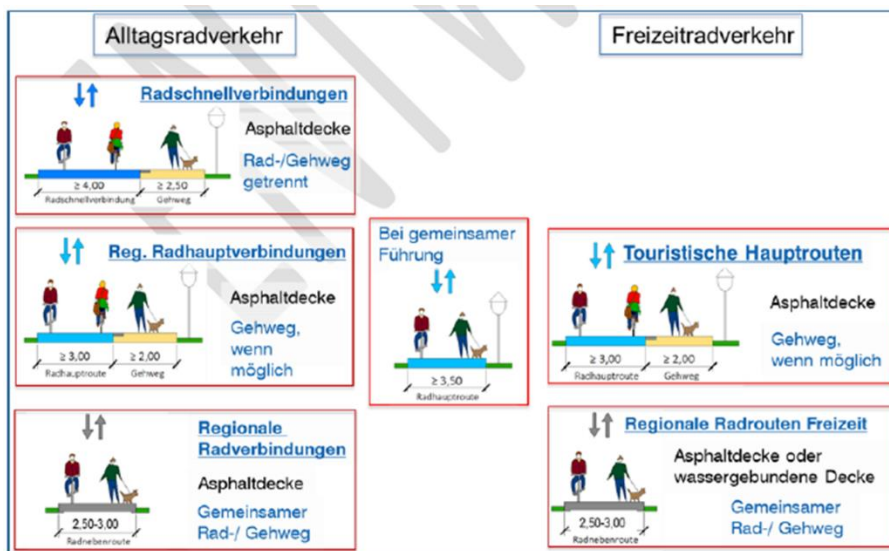 Alltagsradverkehr
Freizeitradverkehr
Radschnellverbindungen
Asphaltdecke
Rad-/Gehweg
getrennt
≥ 4,00
≥ 2,50
Radschnellverbindung
Gehweg
Reg. Radhauptverbindungen
Asphaltdecke
Gehweg,
wenn
möglich
≥ 3,00
≥ 2,00
Radhauptroute
Gehweg
Bei gemeinsamer
Führung
≥ 3,50
Radhauptroute
Touristische Hauptrouten
Asphaltdecke
Gehweg,
wenn möglich
≥ 3,00
≥ 2,00
Radhauptroute
Gehweg
Regionale
Radverbindungen
Asphaltdecke
Gemeinsamer
Rad-/ Gehweg
2,50-3,00
Radnebenroute
Regionale Radrouten Freizeit
Asphaltdecke oder
wassergebundene Decke
Gemeinsamer
Rad-/ Gehweg
2,50-3,00
Radnebenroute